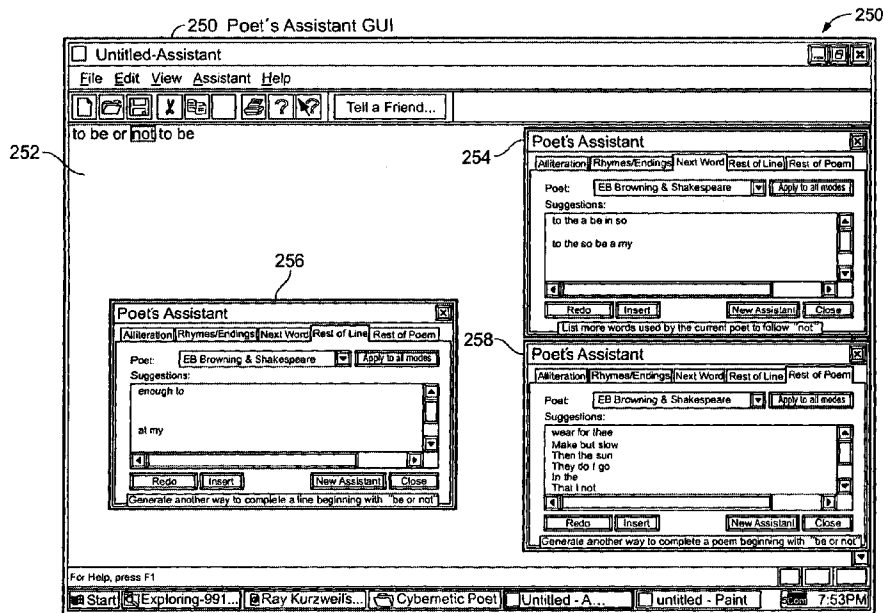 250 Poet's Assistant GUI
250
Untitled-Assistant
File Edit View Assistant Help
Tell a Friend...
to be or not to be
252
254
Poet's Assistant
Alliteration Rhymes/Endings Next Word Rest of Line Rest of Poem
Poet: EB Browning & Shakespeare Apply to all modes
Suggestions:
to the a be in so
to the so be a my
Redo Insert New Assistant Close
List more words used by the current poet to follow "not"
256
Poet's Assistant
Alliteration Rhymes/Endings Next Word Rest of Line Rest of Poem
Poet: EB Browning & Shakespeare Apply to all modes
Suggestions:
enough to
at my
Redo Insert New Assistant Close
Generate another way to complete a line beginning with "be or not"
258
Poet's Assistant
Alliteration Rhymes/Endings Next Word Rest of Line Rest of Poem
Poet: EB Browning & Shakespeare Apply to all modes
Suggestions:
wear for thee
Make but slow
Then the sun
They do I go
In the
That I not
Redo Insert New Assistant Close
Generate another way to complete a poem beginning with "be or not"
For Help, press F1
Start Exploring-991... Ray Kurzweil's... Cybernetic Poet Untitled - A... untitled - Paint 7:53PM